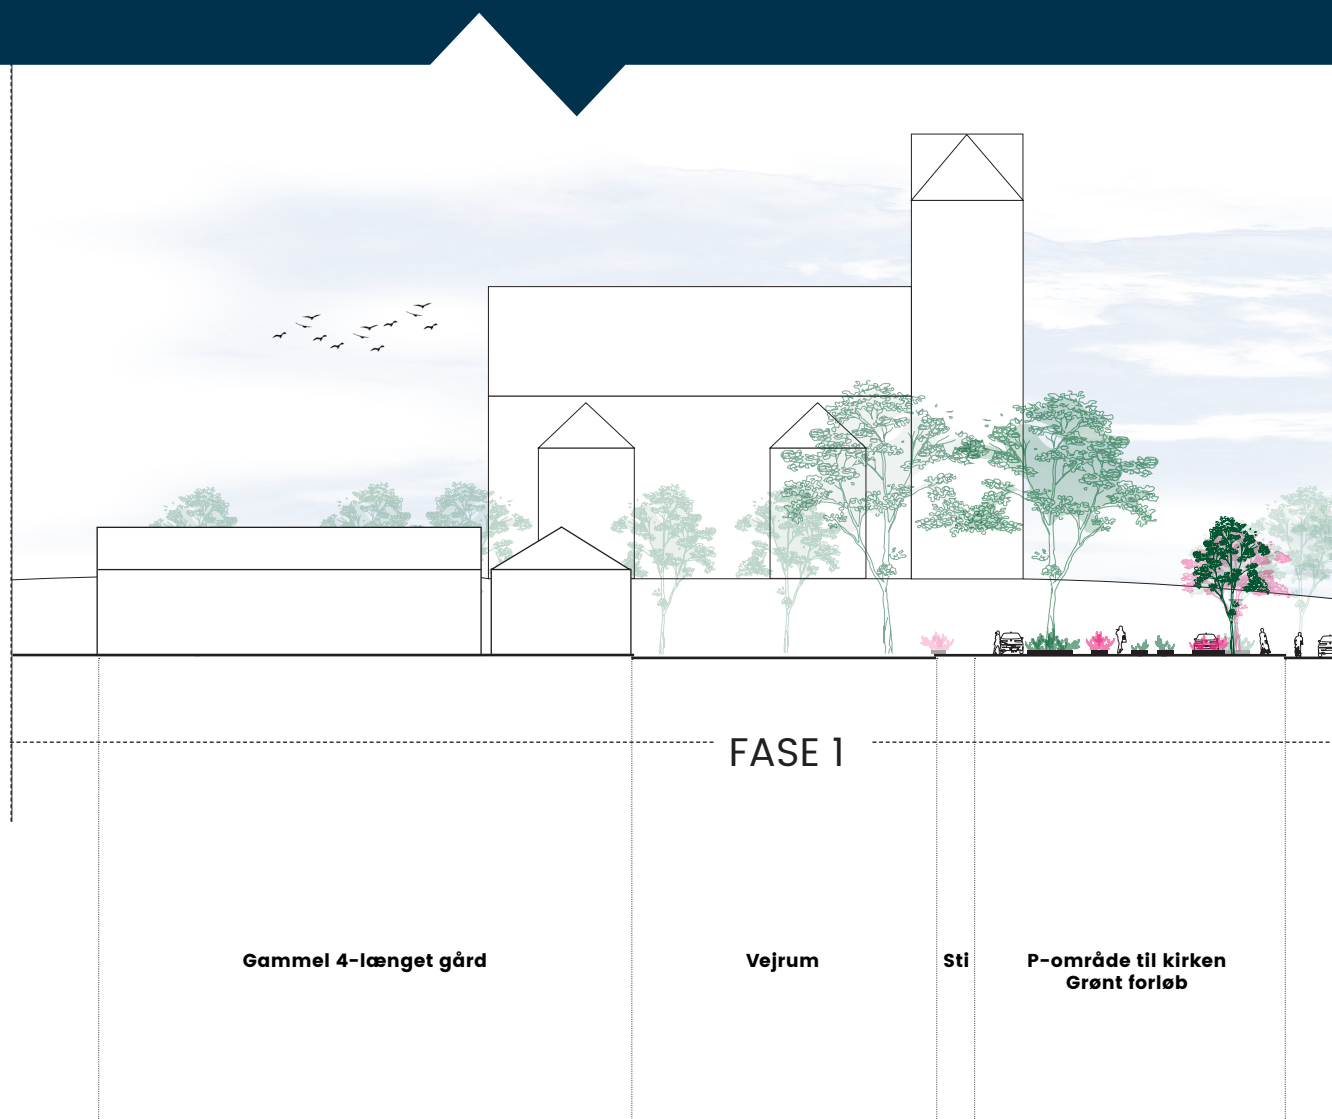 FASE 1
Gammel 4-længet gård
Vejrum
Sti
P-område til kirken
Grønt forløb